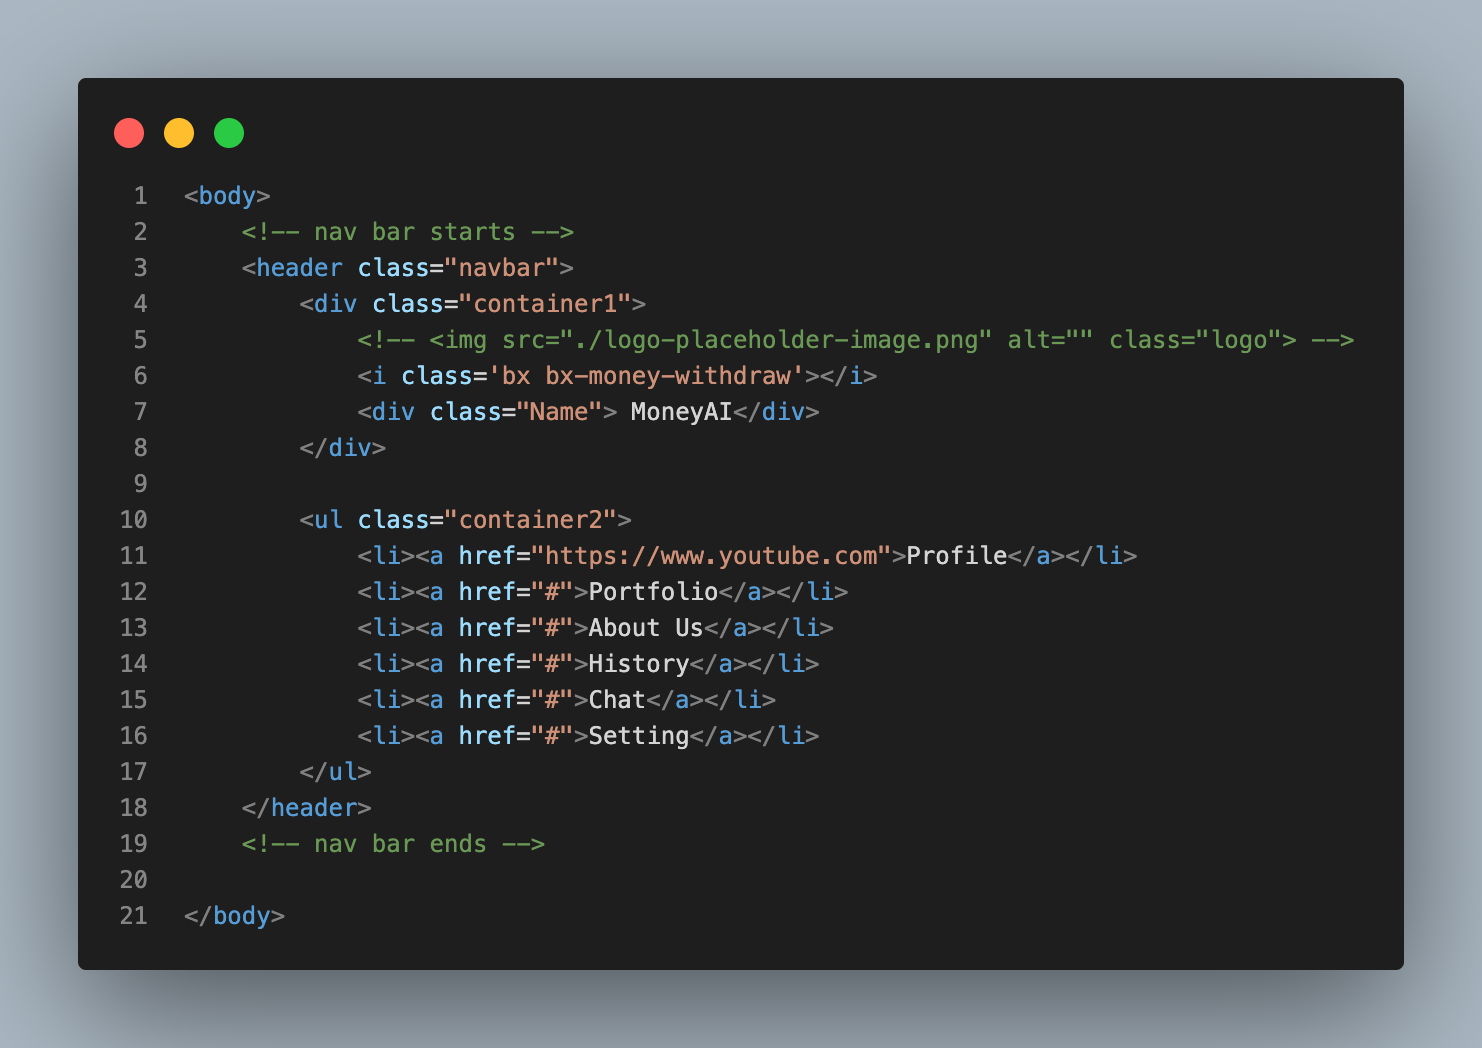 1 <body>
2     <!-- nav bar starts -->
3     <header class="navbar">
4         <div class="container1">
5             <!-- <img src="./logo-placeholder-image.png" alt="" class="logo"> -->
6             <i class='bx bx-money-withdraw'></i>
7             <div class="Name"> MoneyAI</div>
8         </div>
9
10         <ul class="container2">
11             <li><a href="https://www.youtube.com">Profile</a></li>
12             <li><a href="#">Portfolio</a></li>
13             <li><a href="#">About Us</a></li>
14             <li><a href="#">History</a></li>
15             <li><a href="#">Chat</a></li>
16             <li><a href="#">Setting</a></li>
17         </ul>
18     </header>
19     <!-- nav bar ends -->
20
21 </body>